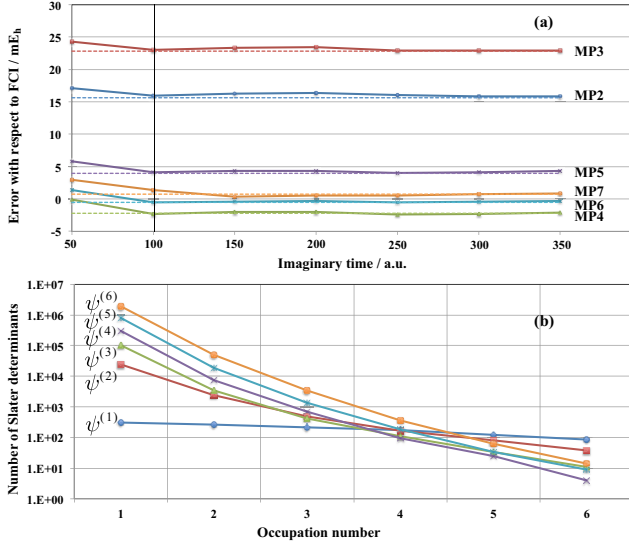 (a)
30
25
20
15
10
5
0
-5
50 100 150 200 250 300 350
Error with respect to FCI / mEh
MP3
MP2
MP5
MP7
MP6
MP4
Imaginary time / a.u.
(b)
1.E+07
1.E+06
1.E+05
1.E+04
1.E+03
1.E+02
1.E+01
1.E+00
Number of Slater determinants
ψ(6)
ψ(5)
ψ(4)
ψ(3)
ψ(2)
ψ(1)
1 2 3 4 5 6
Occupation number